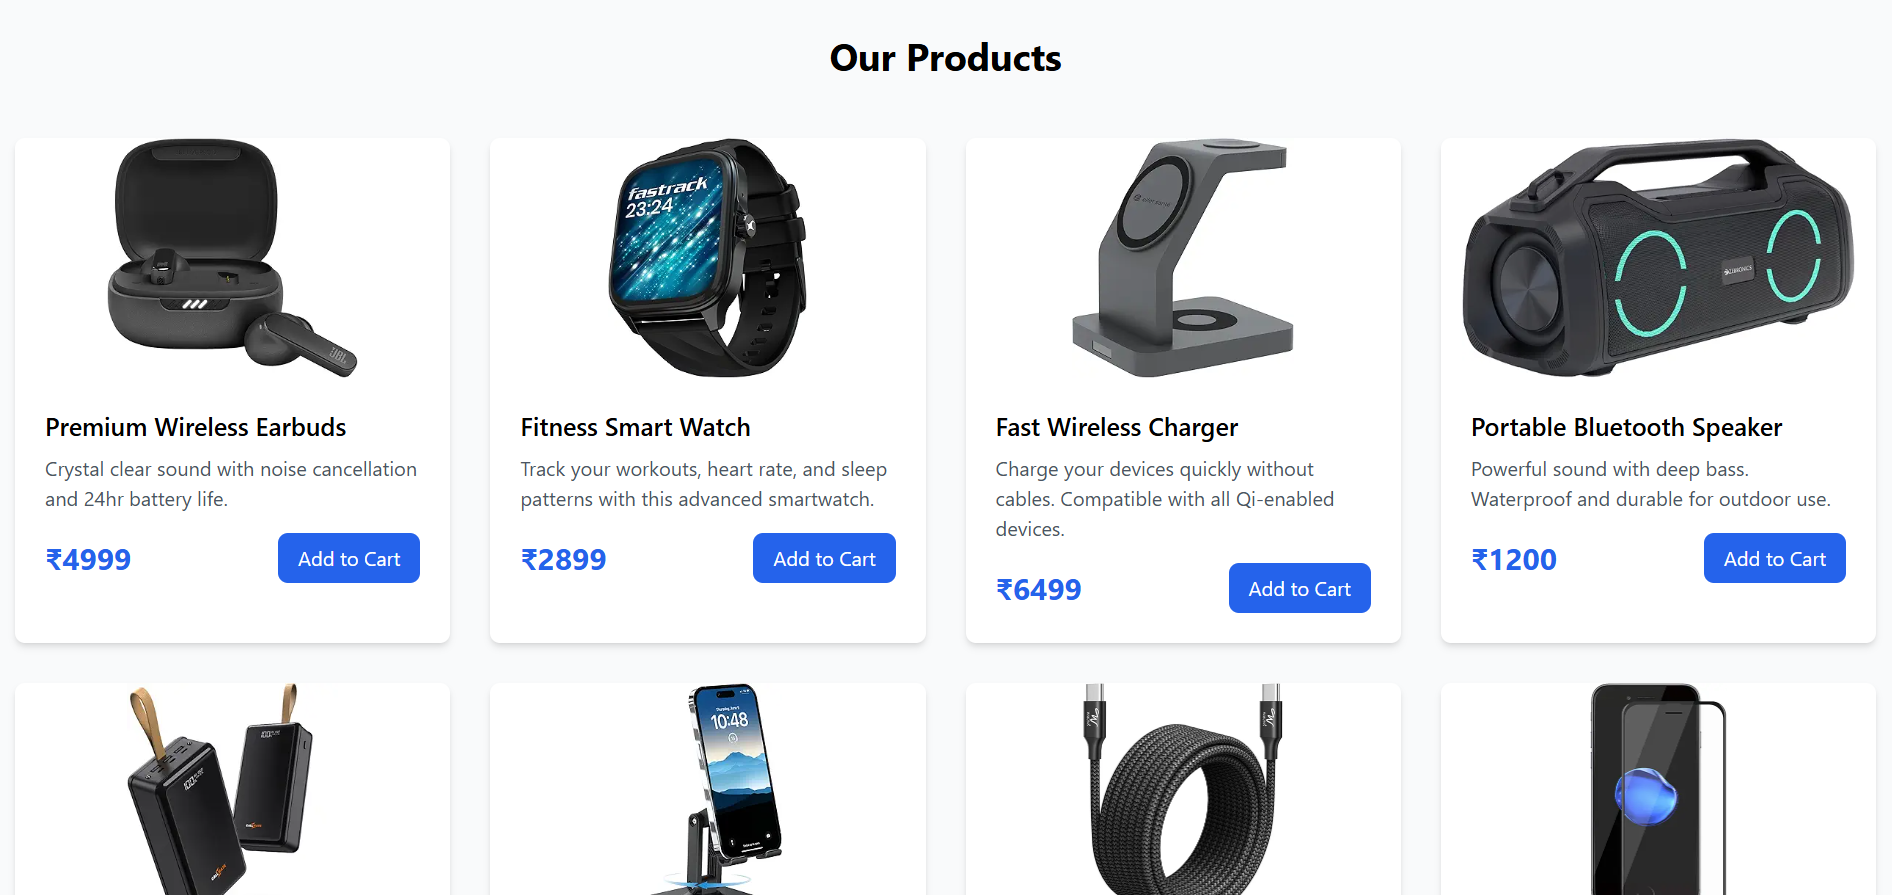 Our Products
fastrack
23:24
JBL
ZEBRONICS
Premium Wireless Earbuds
Crystal clear sound with noise cancellation
and 24hr battery life.
₹4999
Add to Cart
Fitness Smart Watch
Track your workouts, heart rate, and sleep
patterns with this advanced smartwatch.
₹2899
Add to Cart
Fast Wireless Charger
Charge your devices quickly without
cables. Compatible with all Qi-enabled
devices.
₹6499
Add to Cart
Portable Bluetooth Speaker
Powerful sound with deep bass.
Waterproof and durable for outdoor use.
₹1200
Add to Cart
10:48